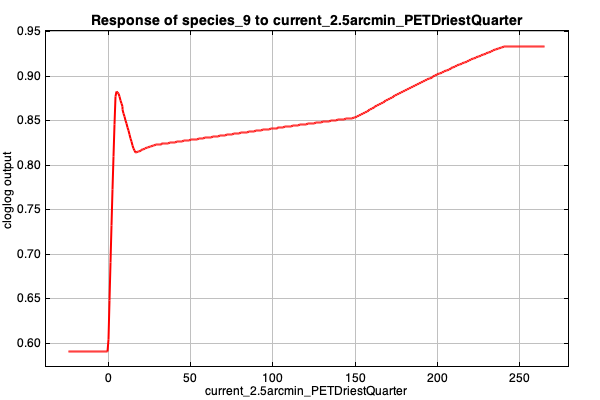 Response of species_9 to current_2.5arcmin_PETDriestQuarter
0.95
0.90
0.85
0.80
0.75
0.70
0.65
0.60
cloglog output
0 50 100 150 200 250
current_2.5arcmin_PETDriestQuarter